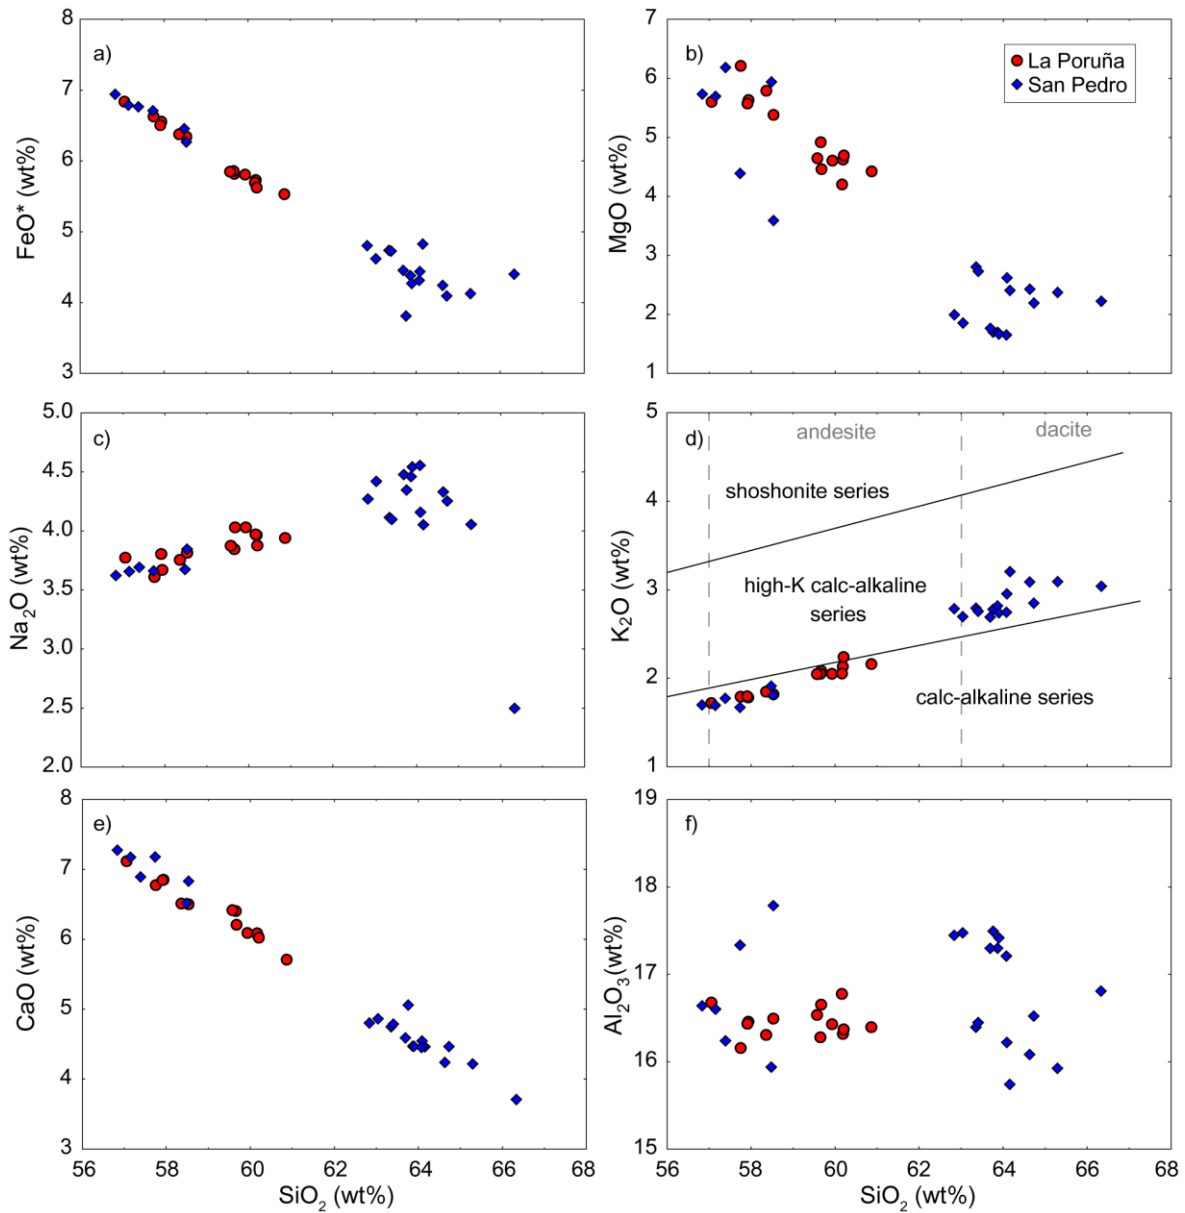 a)
8
7
6
5
4
3
FeO* (wt%)
b)
7
6
5
4
3
2
1
MgO (wt%)
La Poruña
San Pedro
c)
5.0
4.5
4.0
3.5
3.0
2.5
2.0
Na₂O (wt%)
d)
5
4
3
2
1
K₂O (wt%)
andesite
dacite
shoshonite series
high-K calc-alkaline
series
calc-alkaline series
e)
8
7
6
5
4
3
CaO (wt%)
56 58 60 62 64 66 68
SiO₂ (wt%)
f)
19
18
17
16
15
Al₂O₃(wt%)
56 58 60 62 64 66 68
SiO₂ (wt%)